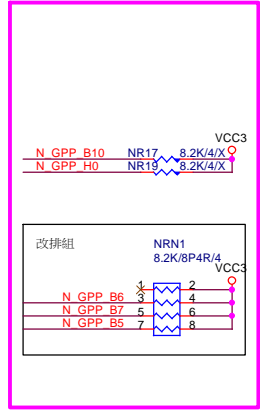 VCC3
N_GPP_B10 NR17 8.2K/4/X
N_GPP_H0 NR19 8.2K/4/X
改排組 NRN1
8.2K/8P4R/4
VCC3
1 2
N_GPP_B6 3 4
N_GPP_B7 5 6
N_GPP_B5 7 8